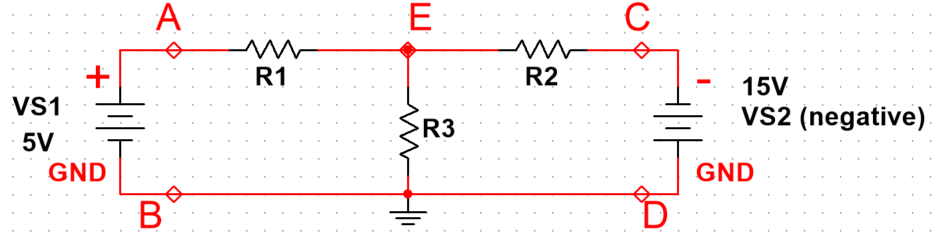 A
E
C
+
R1
R2
-
VS1
5V
R3
15V
VS2 (negative)
GND
GND
B
D